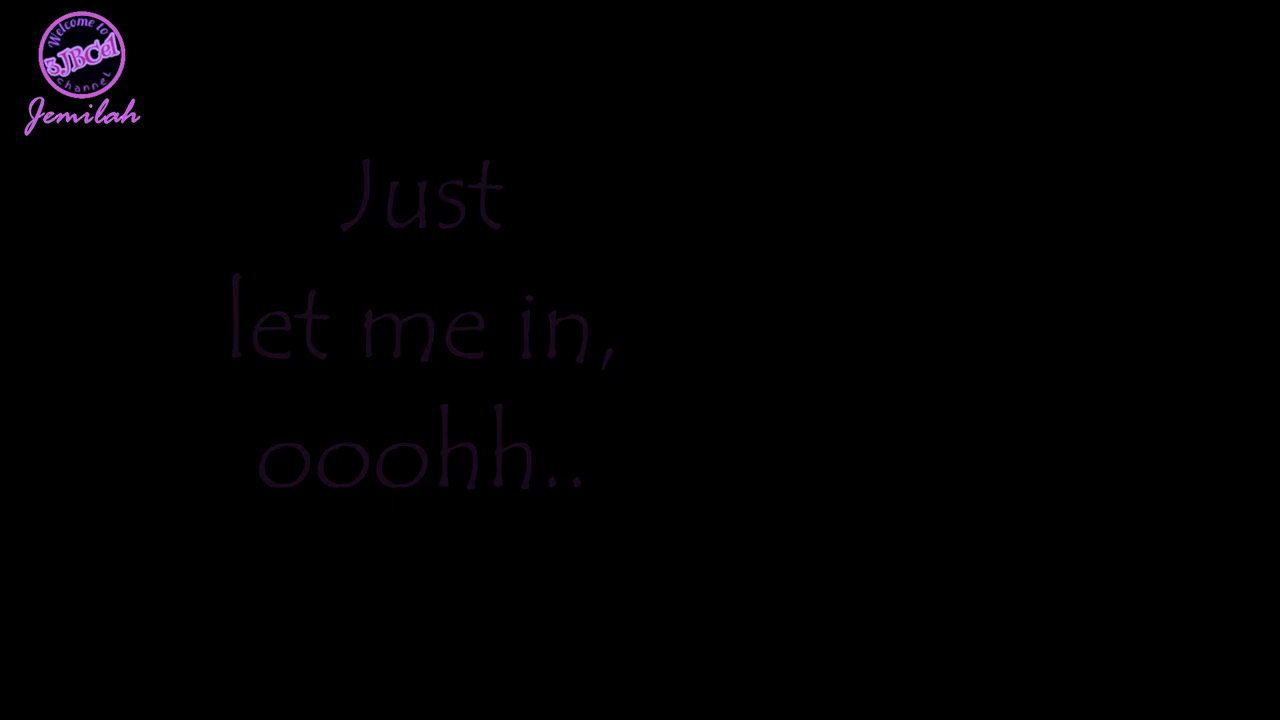 Welcome to
3JBCel
channel
Jemilah
Just
let me in,
ooohh..